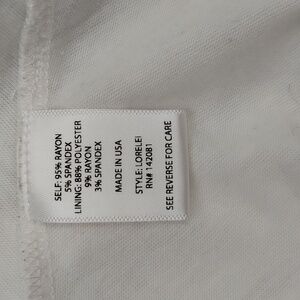 SELF: 95% RAYON
5% SPANDEX
LINING: 88% POLYESTER
9% RAYON
3% SPANDEX
MADE IN USA
STYLE: LORELEI
RN# 142081
SEE REVERSE FOR CARE